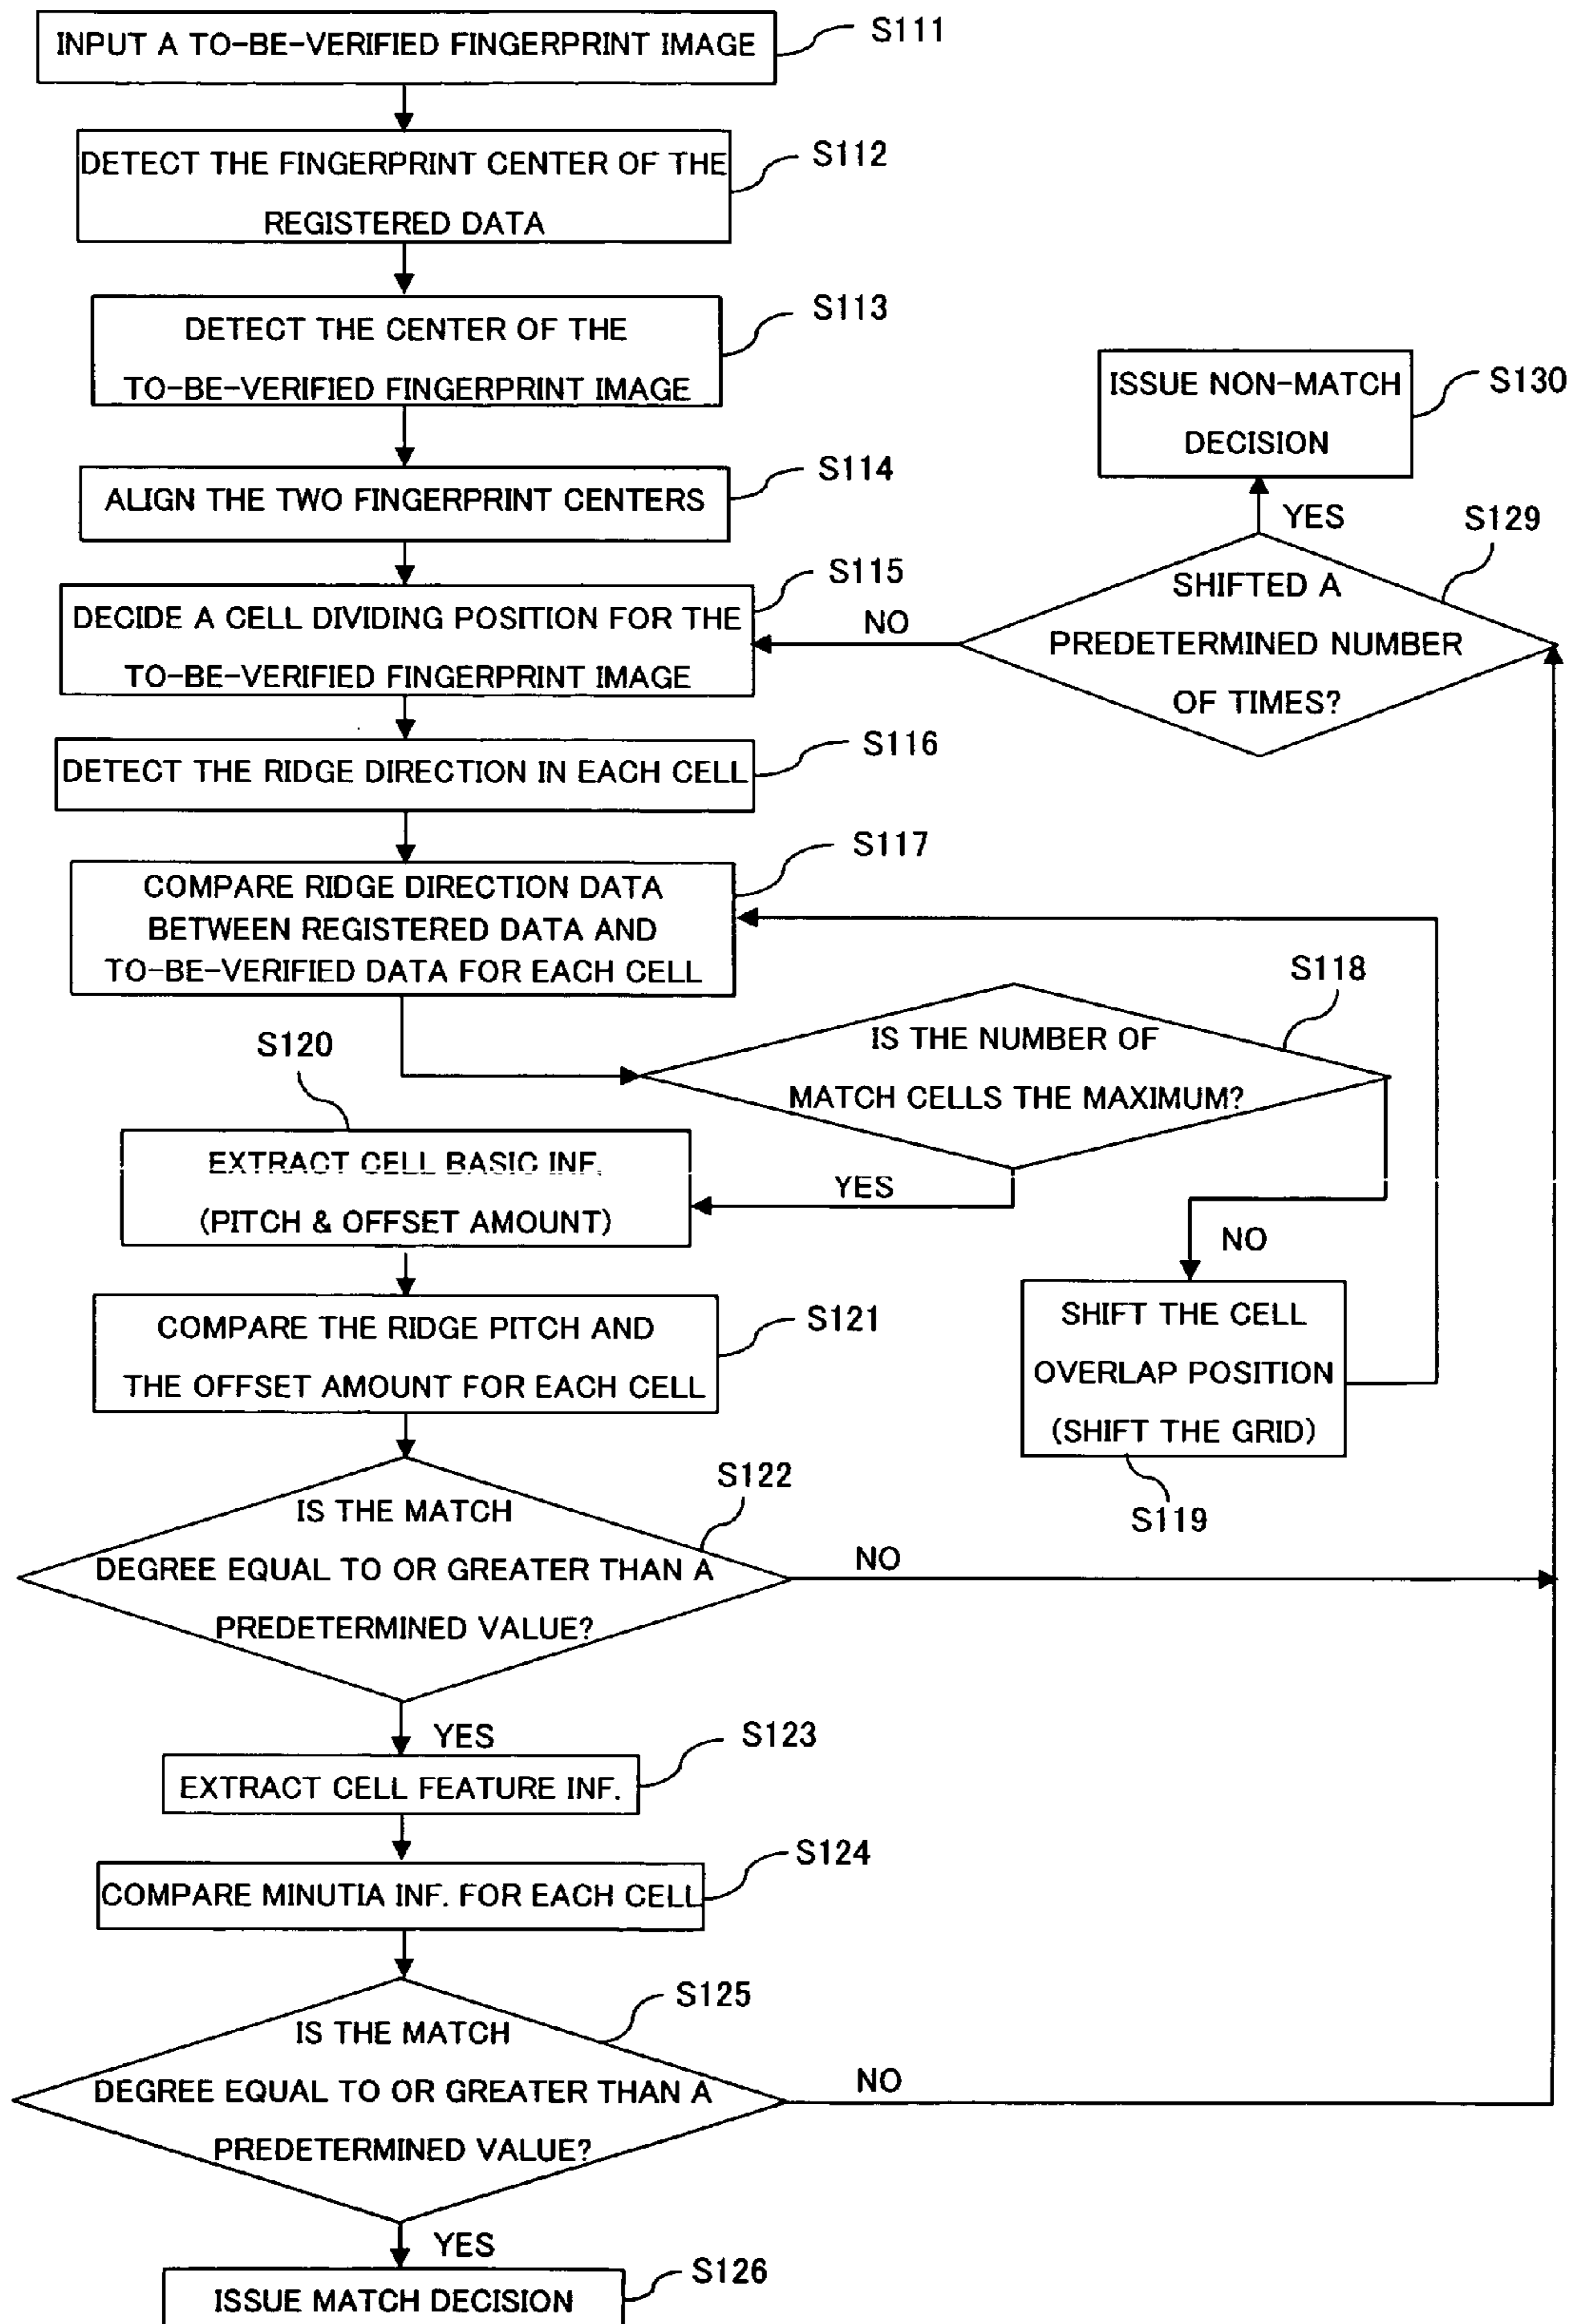 INPUT A TO-BE-VERIFIED FINGERPRINT IMAGE
S111
DETECT THE FINGERPRINT CENTER OF THE
REGISTERED DATA
S112
DETECT THE CENTER OF THE
TO-BE-VERIFIED FINGERPRINT IMAGE
S113
ALIGN THE TWO FINGERPRINT CENTERS
S114
DECIDE A CELL DIVIDING POSITION FOR THE
TO-BE-VERIFIED FINGERPRINT IMAGE
S115
ISSUE NON-MATCH
DECISION
S130
YES
S129
SHIFTED A
PREDETERMINED NUMBER
OF TIMES?
NO
DETECT THE RIDGE DIRECTION IN EACH CELL
S116
COMPARE RIDGE DIRECTION DATA
BETWEEN REGISTERED DATA AND
TO-BE-VERIFIED DATA FOR EACH CELL
S117
S118
IS THE NUMBER OF
MATCH CELLS THE MAXIMUM?
YES
NO
SHIFT THE CELL
OVERLAP POSITION
(SHIFT THE GRID)
S119
S120
EXTRACT CELL BASIC INF.
(PITCH & OFFSET AMOUNT)
COMPARE THE RIDGE PITCH AND
THE OFFSET AMOUNT FOR EACH CELL
S121
S122
IS THE MATCH
DEGREE EQUAL TO OR GREATER THAN A
PREDETERMINED VALUE?
NO
YES
EXTRACT CELL FEATURE INF.
S123
COMPARE MINUTIA INF. FOR EACH CELL
S124
S125
IS THE MATCH
DEGREE EQUAL TO OR GREATER THAN A
PREDETERMINED VALUE?
NO
YES
ISSUE MATCH DECISION
S126